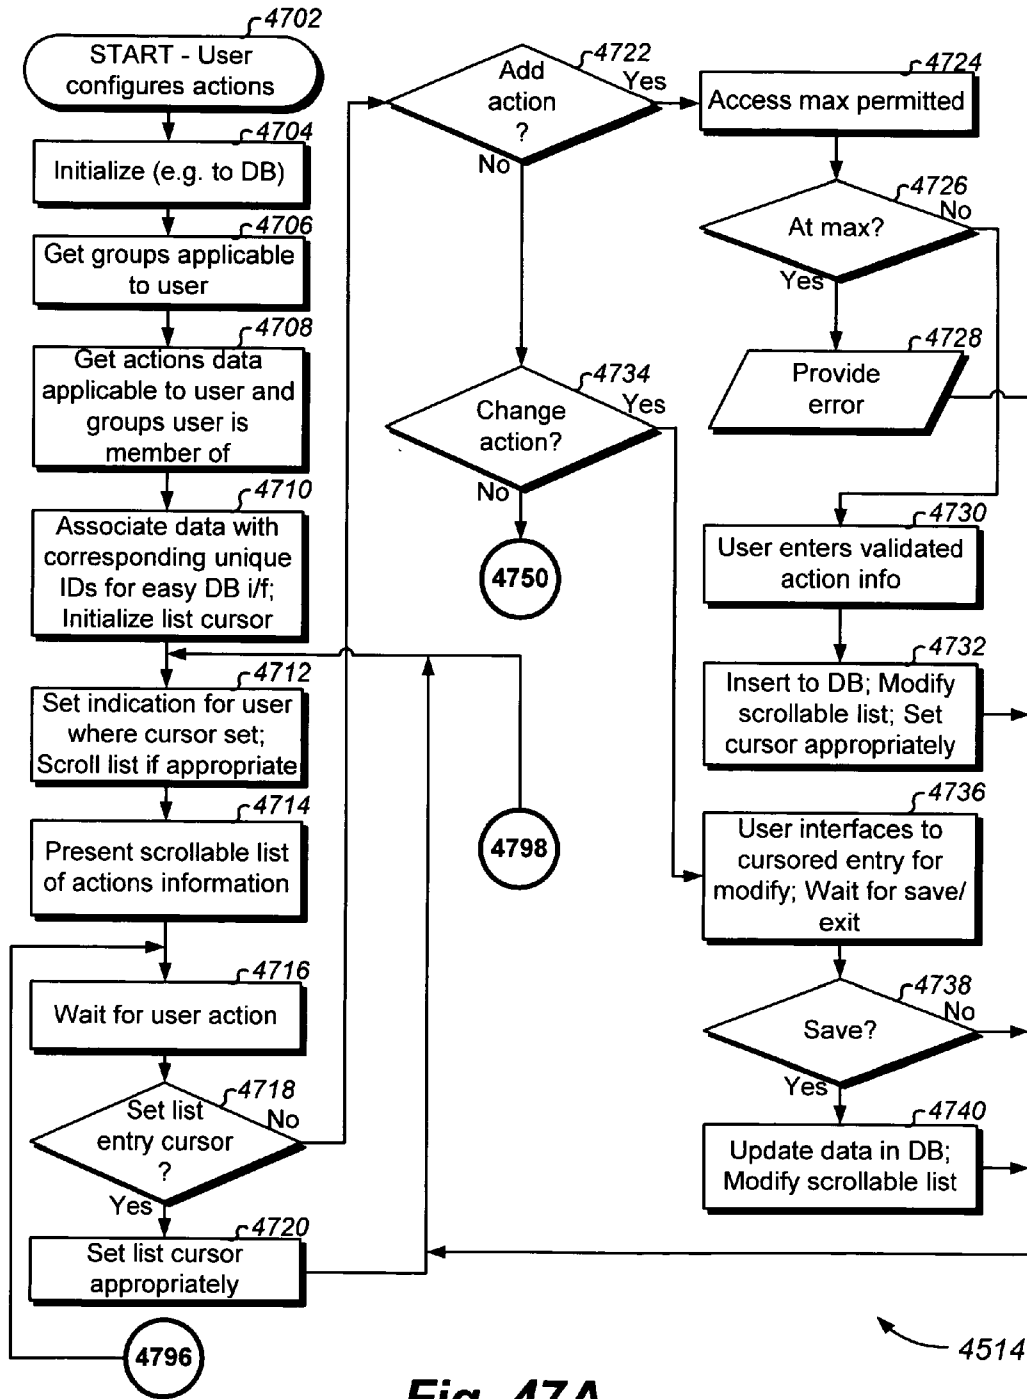 4702
START - User
configures actions
4704
Initialize (e.g. to DB)
4706
Get groups applicable
to user
4708
Get actions data
applicable to user and
groups user is
member of
4710
Associate data with
corresponding unique
IDs for easy DB i/f;
Initialize list cursor
4712
Set indication for user
where cursor set;
Scroll list if appropriate
4714
Present scrollable list
of actions information
4716
Wait for user action
4718
Set list
entry cursor
?
No
Yes
4720
Set list cursor
appropriately
4796
4722
Add
action
?
Yes
No
4734
Change
action?
Yes
No
4750
4798
4724
Access max permitted
4726
At max?
No
Yes
4728
Provide
error
4730
User enters validated
action info
4732
Insert to DB; Modify
scrollable list; Set
cursor appropriately
4736
User interfaces to
cursored entry for
modify; Wait for save/
exit
4738
Save?
No
Yes
4740
Update data in DB;
Modify scrollable list
4514
Fig. 47A